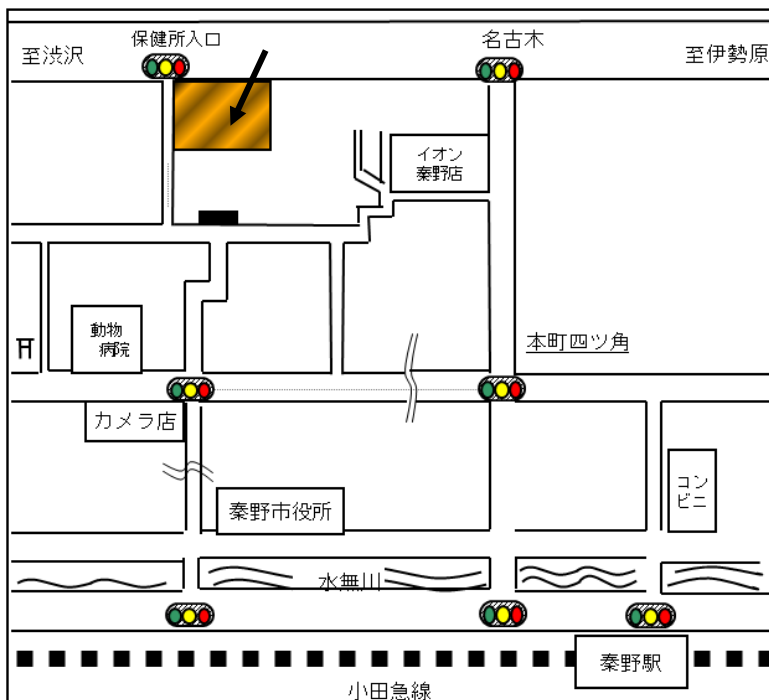 保健所入口
名古木
至渋沢
至伊勢原
イオン
秦野店
動物
病院
本町四ツ角
カメラ店
コン
ビニ
秦野市役所
水無川
秦野駅
小田急線